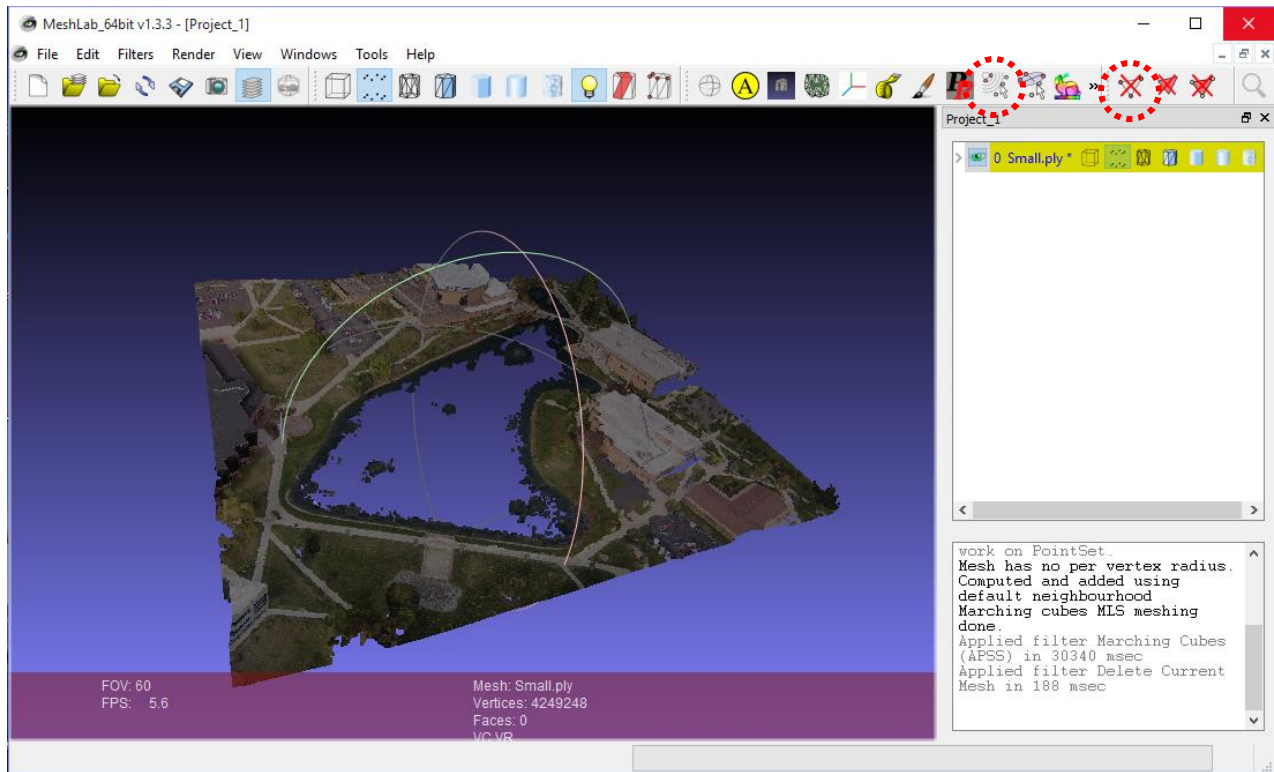 MeshLab_64bit v1.3.3 - [Project_1]
File Edit Filters Render View Windows Tools Help
A
»
Project_1
0 Small.ply *
work on PointSet.
Mesh has no per vertex radius.
Computed and added using
default neighbourhood
Marching cubes MLS meshing
done.
Applied filter Marching Cubes
(APSS) in 30340 msec
Applied filter Delete Current
Mesh in 188 msec
FOV: 60
FPS: 5.6
Mesh: Small.ply
Vertices: 4249248
Faces: 0
VC VR